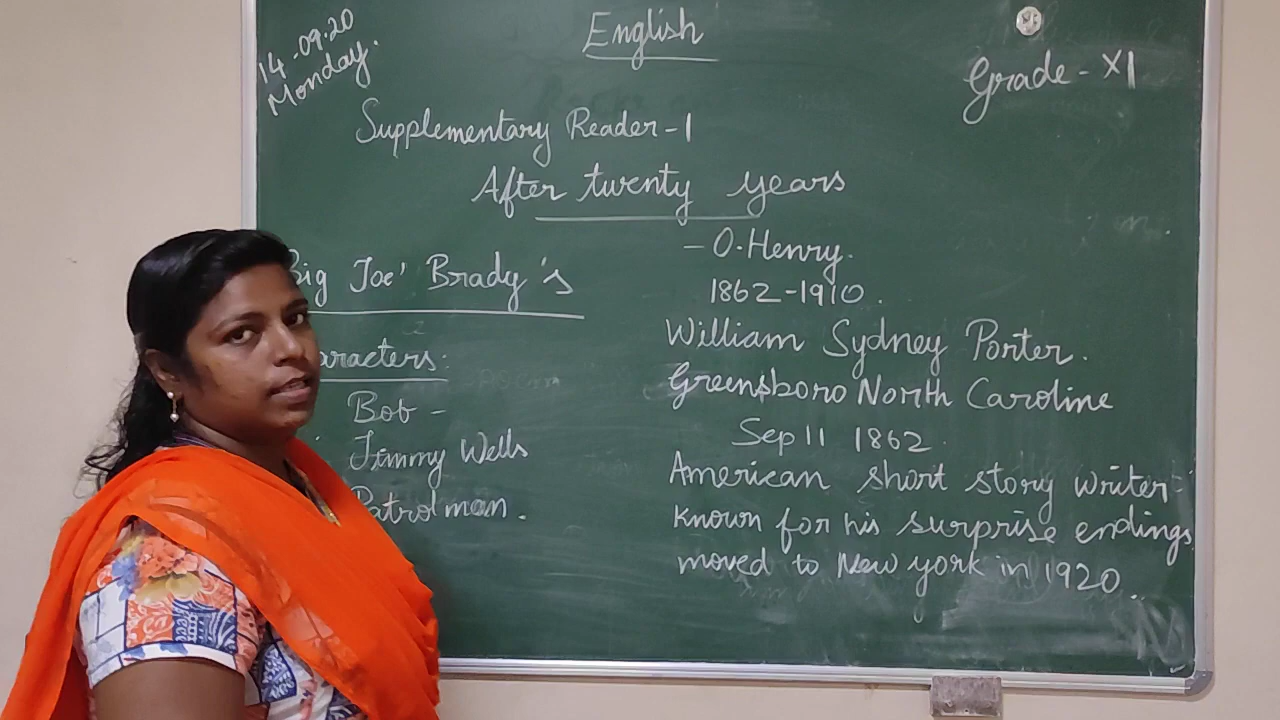 14-09-20
Monday.
English
Grade - XI
Supplementary Reader-1
After twenty years
- O. Henry.
1862-1910.
Big Joe' Brady's
aracters:
Bob -
Jimmy Wells
Patrolman.
William Sydney Porter.
Greensboro North Caroline
Sep 11 1862.
American short story writer
known for his surprise endings
moved to New york in 1920.